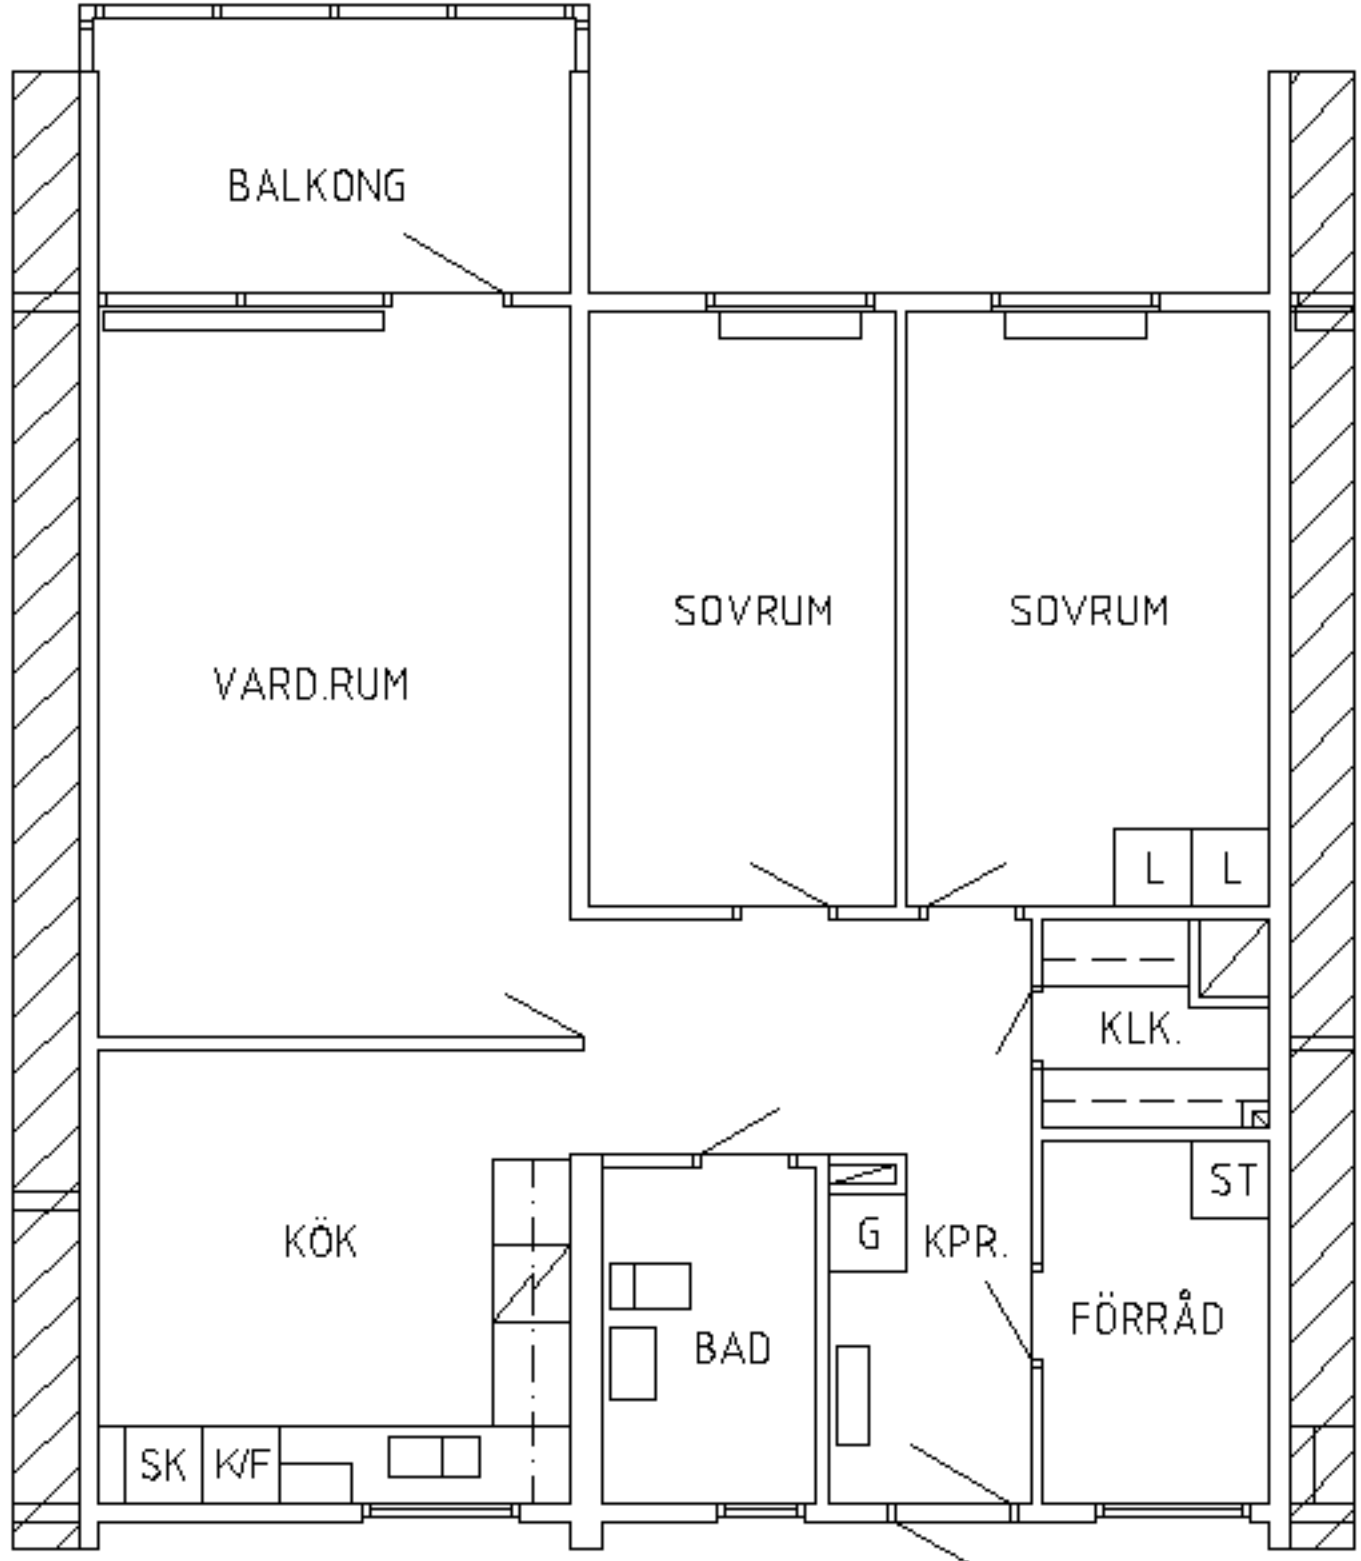 BALKONG
SOVRUM
SOVRUM
VARD.RUM
L
L
KLK.
ST
G
KPR.
KÖK
FÖRRÅD
BAD
SK
K/F